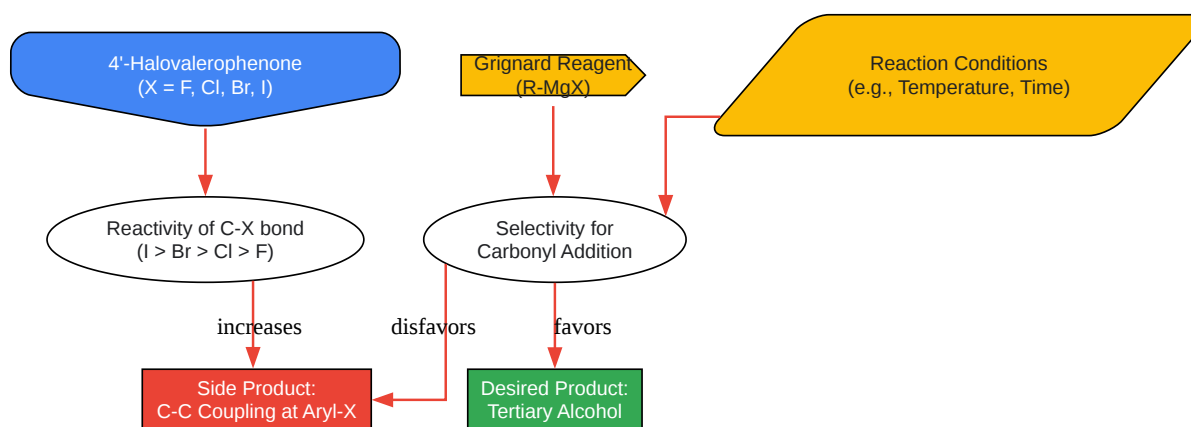 4'-Halovalerophenone
(X = F, Cl, Br, I)
Grignard Reagent
(R-MgX)
Reaction Conditions
(e.g., Temperature, Time)
Reactivity of C-X bond
(I > Br > Cl > F)
Selectivity for
Carbonyl Addition
increases
disfavors
favors
Side Product:
C-C Coupling at Aryl-X
Desired Product:
Tertiary Alcohol